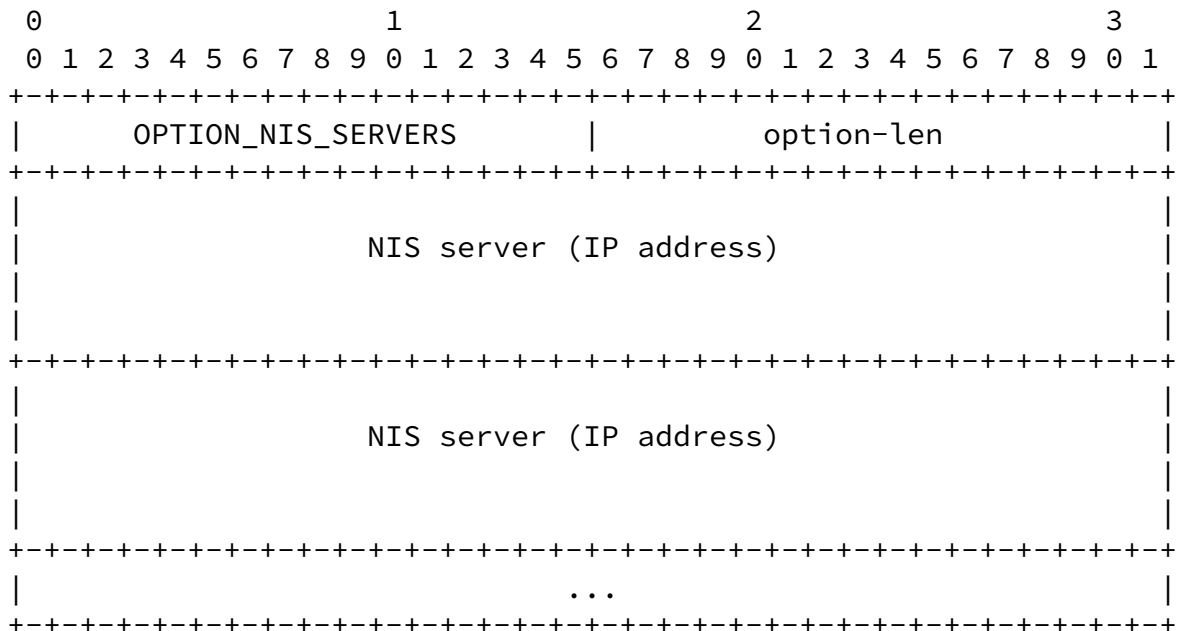 0                   1                   2                   3
 0 1 2 3 4 5 6 7 8 9 0 1 2 3 4 5 6 7 8 9 0 1 2 3 4 5 6 7 8 9 0 1
+-+-+-+-+-+-+-+-+-+-+-+-+-+-+-+-+-+-+-+-+-+-+-+-+-+-+-+-+-+-+-+-+
|      OPTION_NIS_SERVERS       |         option-len            |
+-+-+-+-+-+-+-+-+-+-+-+-+-+-+-+-+-+-+-+-+-+-+-+-+-+-+-+-+-+-+-+-+
|                                                               |
|                   NIS server (IP address)                     |
|                                                               |
|                                                               |
+-+-+-+-+-+-+-+-+-+-+-+-+-+-+-+-+-+-+-+-+-+-+-+-+-+-+-+-+-+-+-+-+
|                                                               |
|                   NIS server (IP address)                     |
|                                                               |
|                                                               |
+-+-+-+-+-+-+-+-+-+-+-+-+-+-+-+-+-+-+-+-+-+-+-+-+-+-+-+-+-+-+-+-+
|                              ...                              |
+-+-+-+-+-+-+-+-+-+-+-+-+-+-+-+-+-+-+-+-+-+-+-+-+-+-+-+-+-+-+-+-+